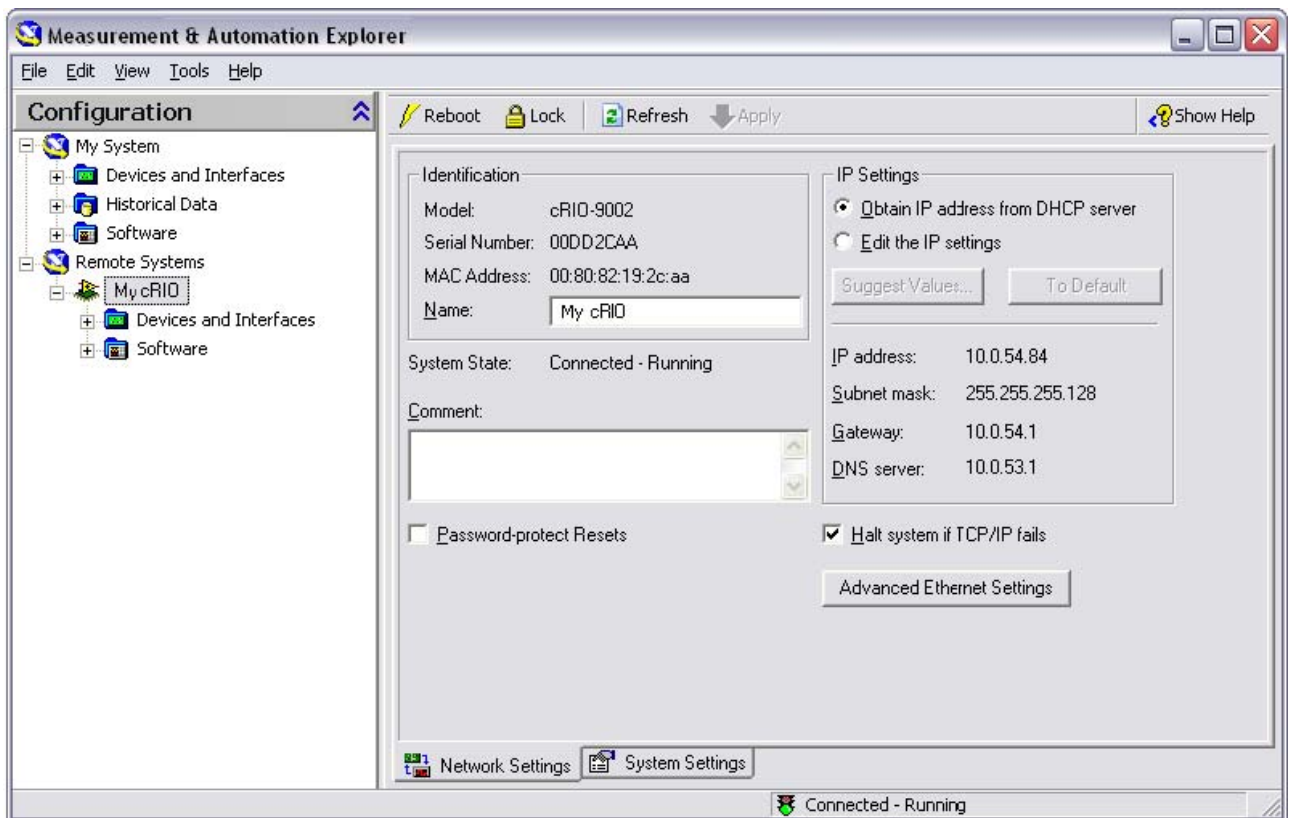 Measurement & Automation Explorer
File Edit View Tools Help
Configuration
My System
Devices and Interfaces
Historical Data
Software
Remote Systems
My cRIO
Devices and Interfaces
Software
Reboot Lock Refresh Apply Show Help
Identification
Model: cRIO-9002
Serial Number: 00DD2CAA
MAC Address: 00:80:82:19:2c:aa
Name: My cRIO
System State: Connected - Running
Comment:
Password-protect Resets
IP Settings
Obtain IP address from DHCP server
Edit the IP settings
Suggest Values... To Default
IP address: 10.0.54.84
Subnet mask: 255.255.255.128
Gateway: 10.0.54.1
DNS server: 10.0.53.1
Halt system if TCP/IP fails
Advanced Ethernet Settings
Network Settings System Settings
Connected - Running